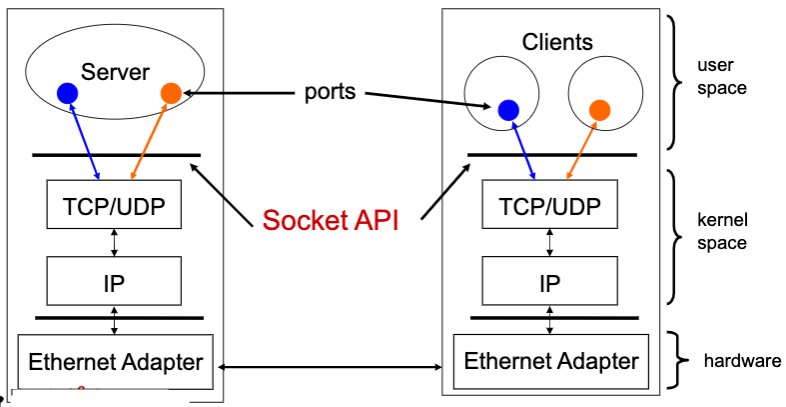 Server
ports
Clients
user
space
TCP/UDP
Socket API
TCP/UDP
kernel
space
IP
IP
Ethernet Adapter
Ethernet Adapter
hardware